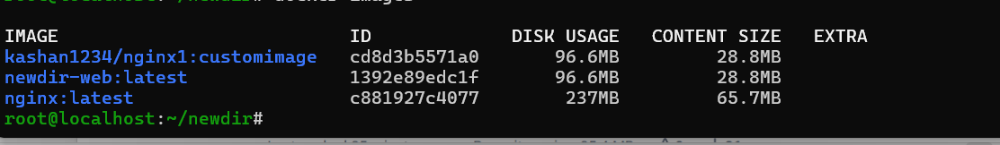 root@localhost:~/newdir# docker images
IMAGE ID DISK USAGE CONTENT SIZE EXTRA
kashan1234/nginx1:customimage cd8d3b5571a0 96.6MB 28.8MB
newdir-web:latest 1392e89edc1f 96.6MB 28.8MB
nginx:latest c881927c4077 237MB 65.7MB
root@localhost:~/newdir#